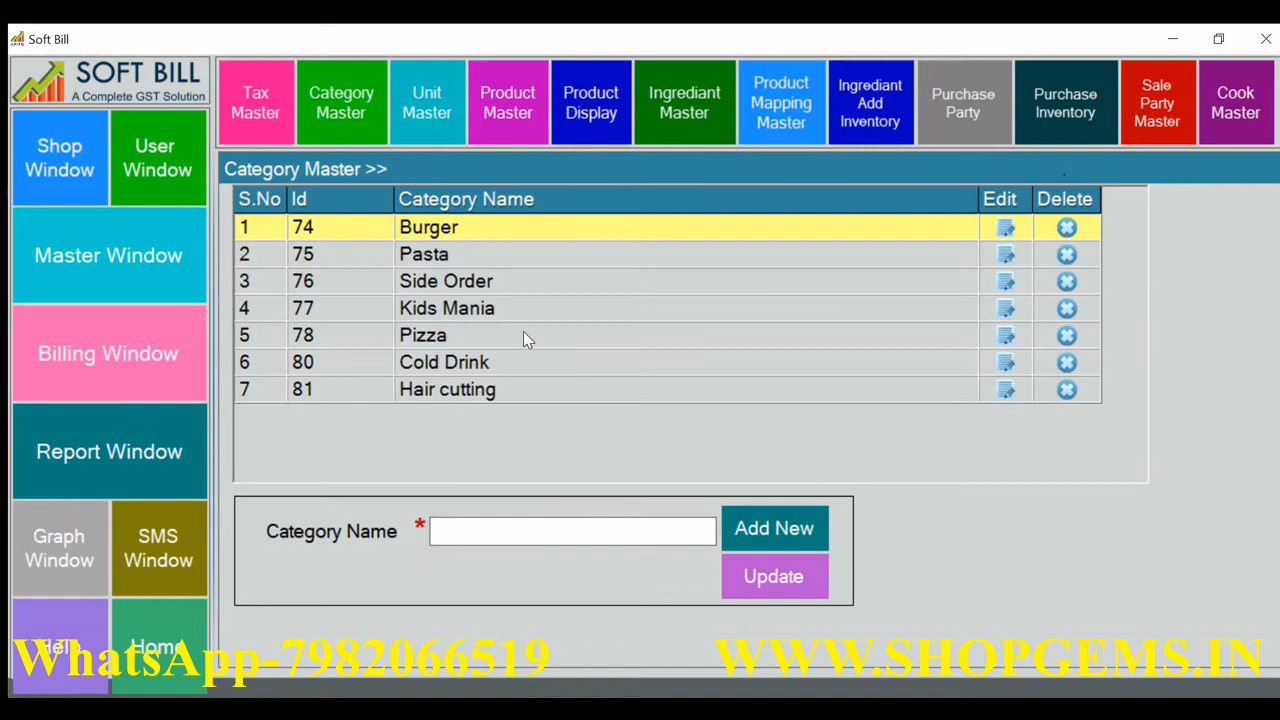 Soft Bill
SOFT BILL
A Complete GST Solution
Tax
Master
Category
Master
Unit
Master
Product
Master
Product
Display
Ingrediant
Master
Product
Mapping
Master
Ingrediant
Add
Inventory
Purchase
Party
Purchase
Inventory
Sale
Party
Master
Cook
Master
Shop
Window
User
Window
Master Window
Billing Window
Report Window
Graph
Window
SMS
Window
Help
Home
Category Master >>
S.No Id Category Name Edit Delete
1 74 Burger
2 75 Pasta
3 76 Side Order
4 77 Kids Mania
5 78 Pizza
6 80 Cold Drink
7 81 Hair cutting
Category Name *
Add New
Update
WhatsApp-7982066519 WWW.SHOPGEMS.IN